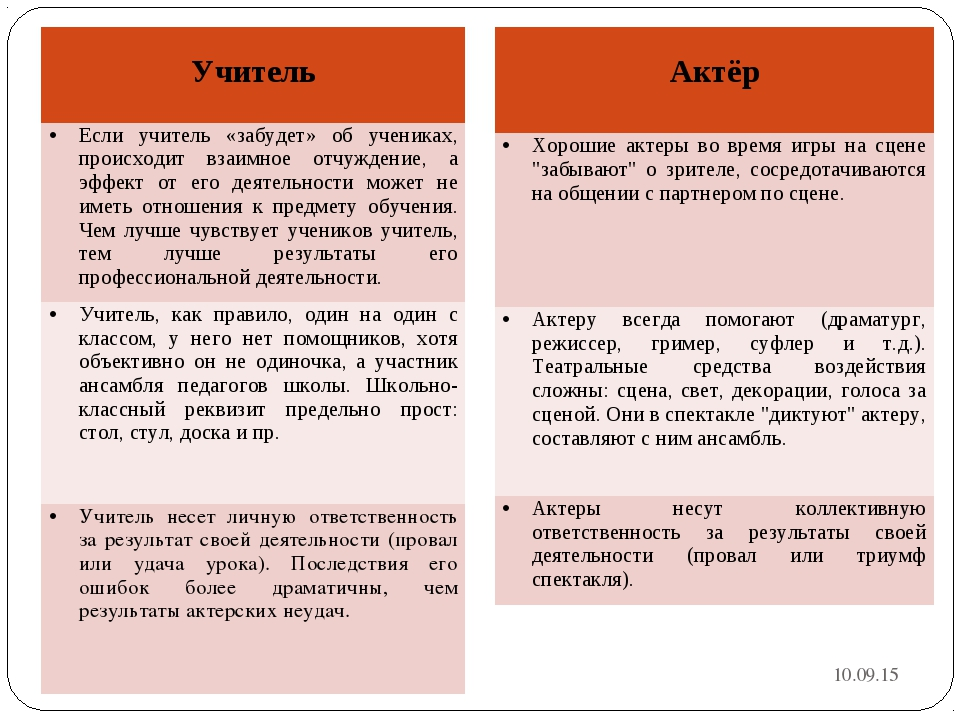 Учитель
• Если учитель «забудет» об учениках,
происходит взаимное отчуждение, а
эффект от его деятельности может не
иметь отношения к предмету обучения.
Чем лучше чувствует учеников учитель,
тем лучше результаты его
профессиональной деятельности.
• Учитель, как правило, один на один с
классом, у него нет помощников, хотя
объективно он не одиночка, а участник
ансамбля педагогов школы. Школьно-
классный реквизит предельно прост:
стол, стул, доска и пр.
• Учитель несет личную ответственность
за результат своей деятельности (провал
или удача урока). Последствия его
ошибок более драматичны, чем
результаты актерских неудач.
Актёр
• Хорошие актеры во время игры на сцене
"забывают" о зрителе, сосредотачиваются
на общении с партнером по сцене.
• Актеру всегда помогают (драматург,
режиссер, гример, суфлер и т.д.).
Театральные средства воздействия
сложны: сцена, свет, декорации, голоса за
сценой. Они в спектакле "диктуют" актеру,
составляют с ним ансамбль.
• Актеры несут коллективную
ответственность за результаты своей
деятельности (провал или триумф
спектакля).
10.09.15